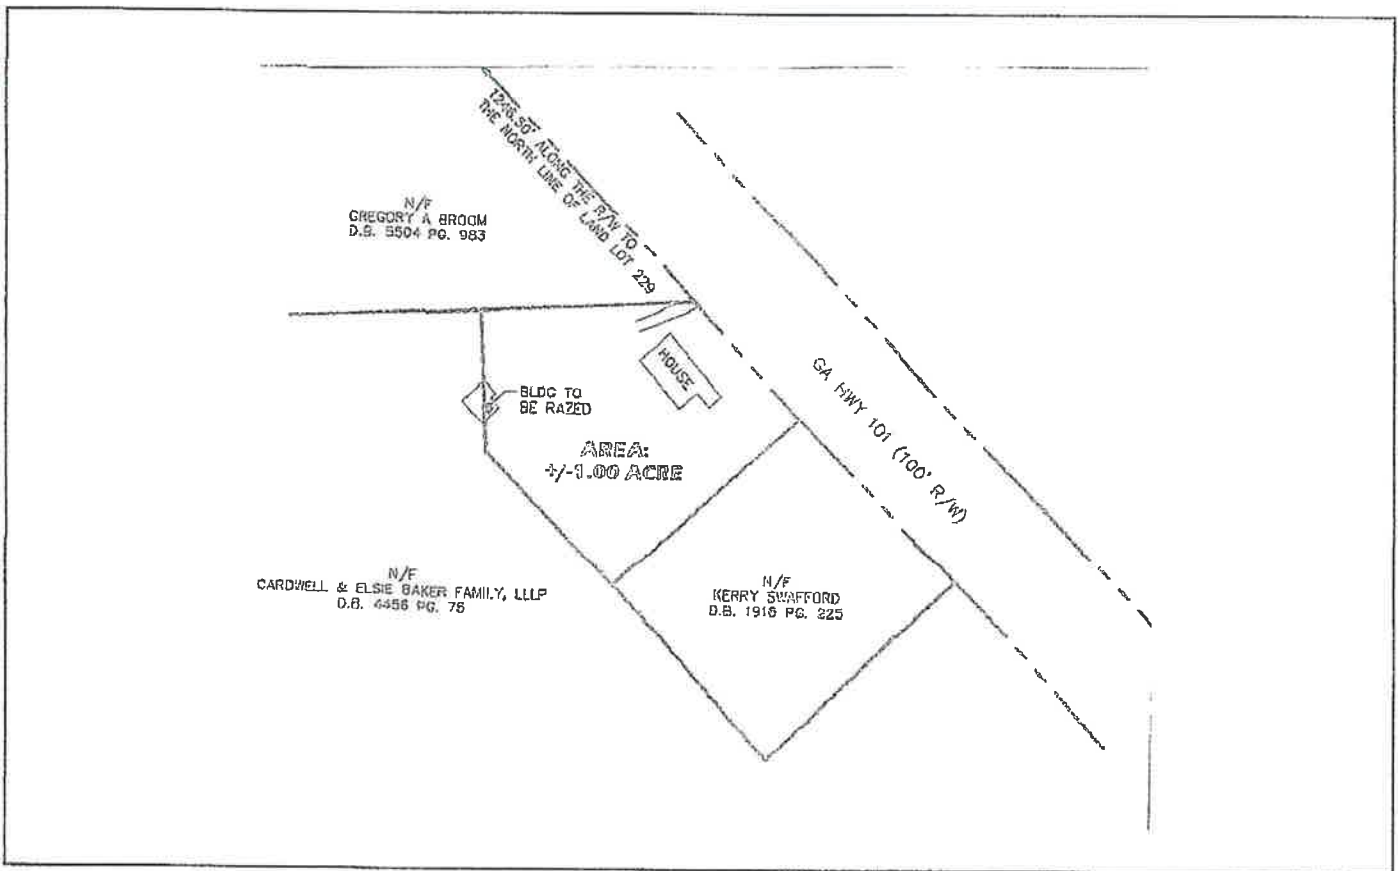 1246.50' ALONG THE R/W TO
THE NORTH LINE OF LAND LOT 229
N/F
GREGORY A BROOM
D.B. 5504 PG. 983
HOUSE
BLDG TO
BE RAZED
AREA:
+/-1.00 ACRE
GA HWY 101 (100' R/W)
N/F
CARDWELL & ELSIE BAKER FAMILY, LLLP
D.B. 4456 PG. 76
N/F
KERRY SWAFFORD
D.B. 1916 PG. 225